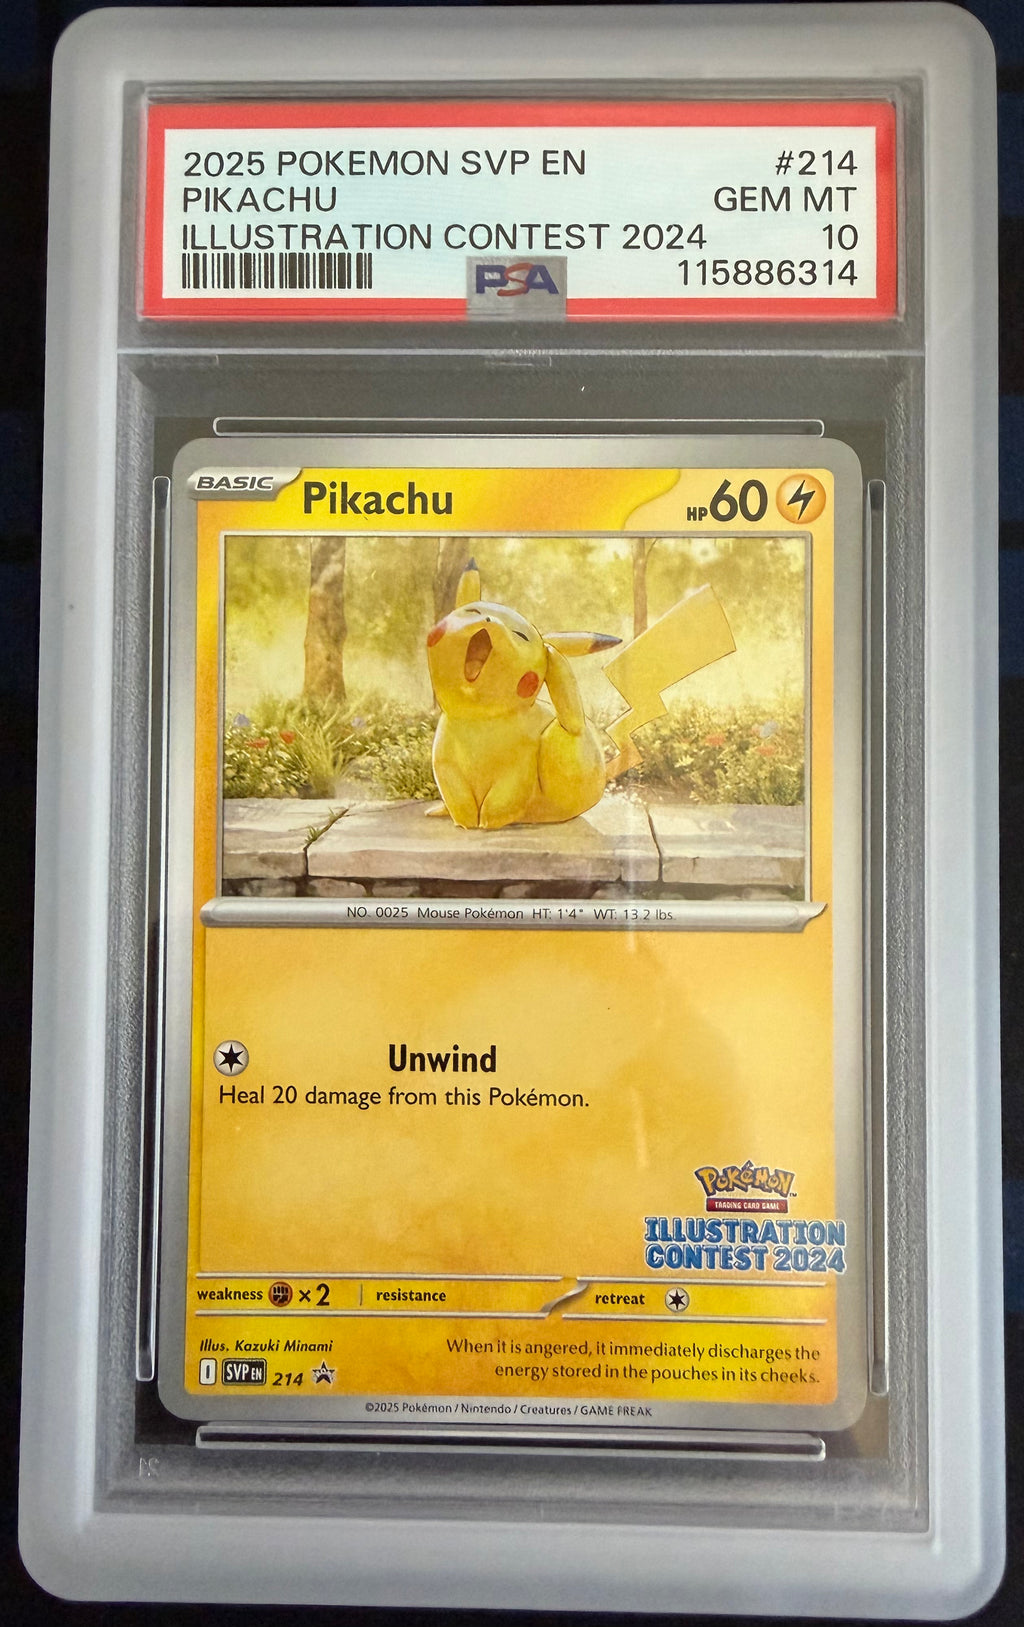 2025 POKEMON SVP EN #214
PIKACHU GEM MT
ILLUSTRATION CONTEST 2024 10
PSA 115886314
BASIC Pikachu HP 60
NO. 0025 Mouse Pokémon HT: 1'4" WT: 13.2 lbs.
Unwind
Heal 20 damage from this Pokémon.
Pokémon
TRADING CARD GAME
ILLUSTRATION
CONTEST 2024
weakness ×2 resistance retreat
Illus. Kazuki Minami
When it is angered, it immediately discharges the
energy stored in the pouches in its cheeks.
I SVP EN 214
©2025 Pokémon / Nintendo / Creatures / GAME FREAK